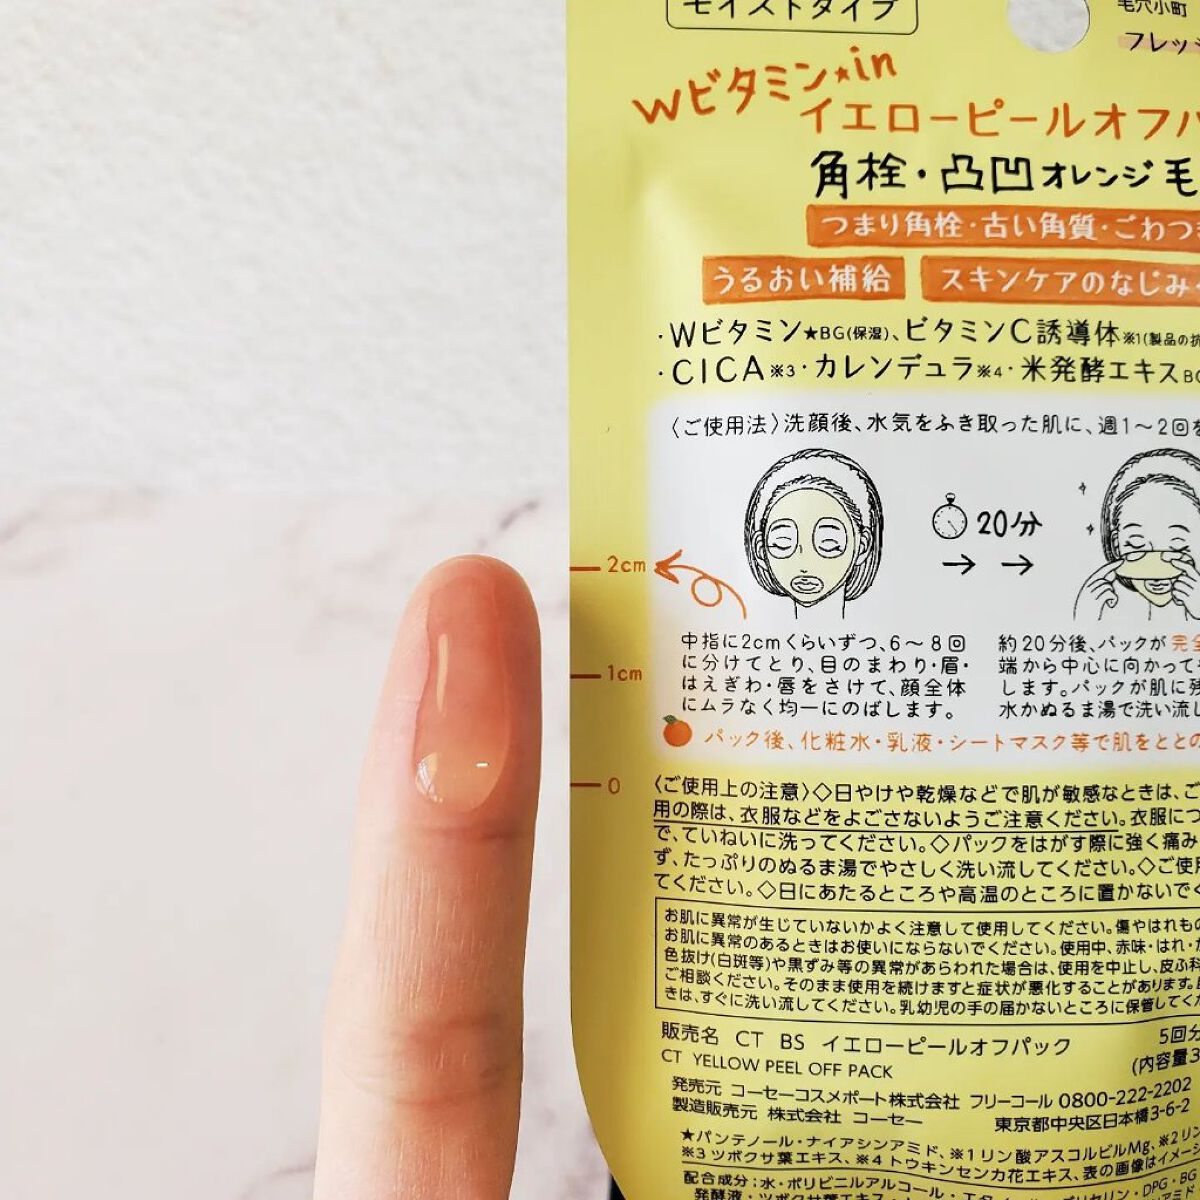 モイストタイプ
毛穴小町
フレッシ
Wビタミン★in
イエローピールオフパ
角栓・凸凹オレンジ毛
つまり角栓・古い角質・ごわつき
うるおい補給
スキンケアのなじみ
・Wビタミン★BG(保湿)、ビタミンC誘導体※1(製品の抗
・CICA※3・カレンデュラ※4・米発酵エキスBG
〈ご使用法〉洗顔後、水気をふき取った肌に、週1～2回を
20分
→ →
2cm
1cm
0
中指に2cmくらいずつ、6～8回
に分けてとり、目のまわり・眉・
はえぎわ・唇をさけて、顔全体
にムラなく均一にのばします。
約20分後、パックが完全
端から中心に向かって
します。パックが肌に残
水かぬるま湯で洗い流し
パック後、化粧水・乳液・シートマスク等で肌をととの
〈ご使用上の注意〉◇日やけや乾燥などで肌が敏感なときは、ご
用の際は、衣服などをよごさないようご注意ください。衣服につ
で、ていねいに洗ってください。◇パックをはがす際に強く痛み
ず、たっぷりのぬるま湯でやさしく洗い流してください。◇ご使用
てください。◇日にあたるところや高温のところに置かないでく
お肌に異常が生じていないかよく注意して使用してください。傷やはれもの
お肌に異常のあるときはお使いにならないでください。使用中、赤味・はれ・か
色抜け(白斑等)や黒ずみ等の異常があらわれた場合は、使用を中止し、皮ふ科
ご相談ください。そのまま使用を続けますと症状が悪化することがあります。
きは、すぐに洗い流してください。乳幼児の手の届かないところに保管してくだ
販売名 CT BS イエローピールオフパック
5回分
CT YELLOW PEEL OFF PACK
(内容量3
発売元 コーセーコスメポート株式会社 フリーコール 0800-222-2202
製造販売元 株式会社 コーセー 東京都中央区日本橋3-6-2
★パンテノール・ナイアシンアミド、※1リン酸アスコルビルMg、※2リン
※3ツボクサ葉エキス、※4トウキンセンカ花エキス、表の画像はイメージ
配合成分：水・ポリビニルアルコール・エタ